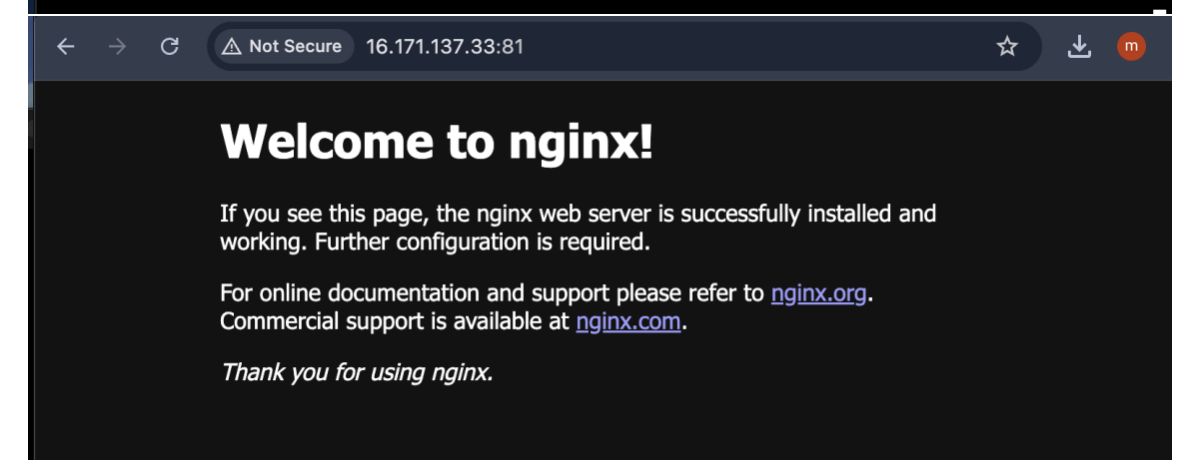 Not Secure 16.171.137.33:81
m
Welcome to nginx!
If you see this page, the nginx web server is successfully installed and
working. Further configuration is required.
For online documentation and support please refer to nginx.org.
Commercial support is available at nginx.com.
Thank you for using nginx.